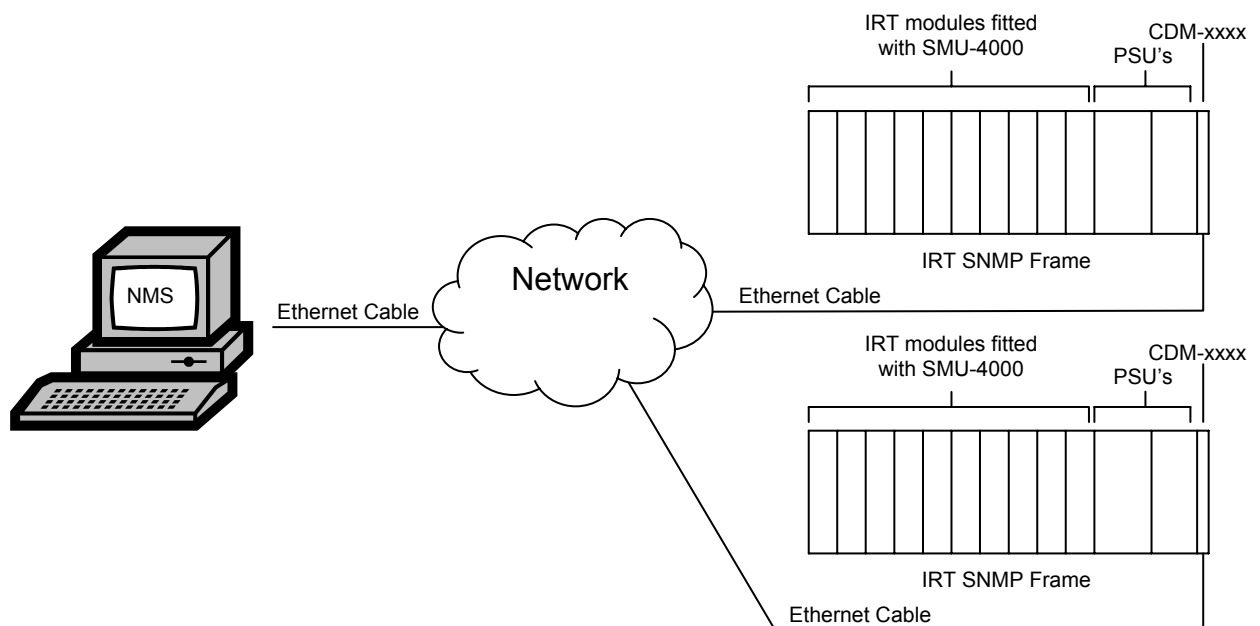 IRT modules fitted
with SMU-4000
PSU's
CDM-xxxx
IRT SNMP Frame
NMS
Ethernet Cable
Network
Ethernet Cable
IRT modules fitted
with SMU-4000
PSU's
CDM-xxxx
IRT SNMP Frame
Ethernet Cable